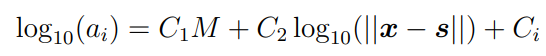 log₁₀(aᵢ) = C₁M + C₂ log₁₀(||𝒙 − 𝒔||) + Cᵢ